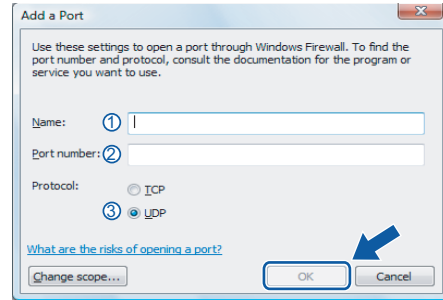 Add a Port
Use these settings to open a port through Windows Firewall. To find the
port number and protocol, consult the documentation for the program or
service you want to use.
Name: ①
Port number: ②
Protocol:
TCP
③ UDP
What are the risks of opening a port?
Change scope... OK Cancel